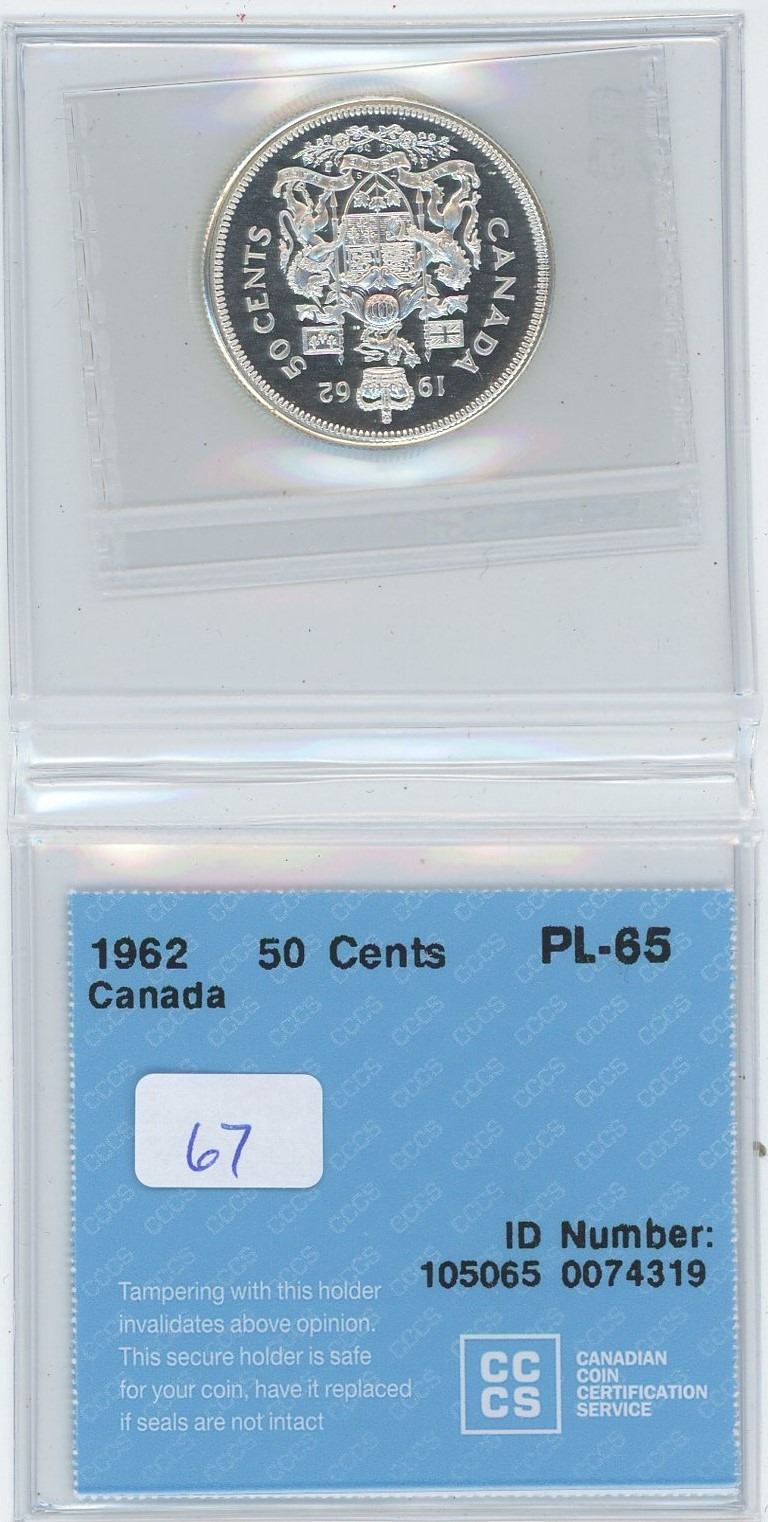 50 CENTS
CANADA
1962
1962 50 Cents PL-65
Canada
67
ID Number:
105065 0074319
Tampering with this holder
invalidates above opinion.
This secure holder is safe
for your coin, have it replaced
if seals are not intact
CC
CS
CANADIAN
COIN
CERTIFICATION
SERVICE